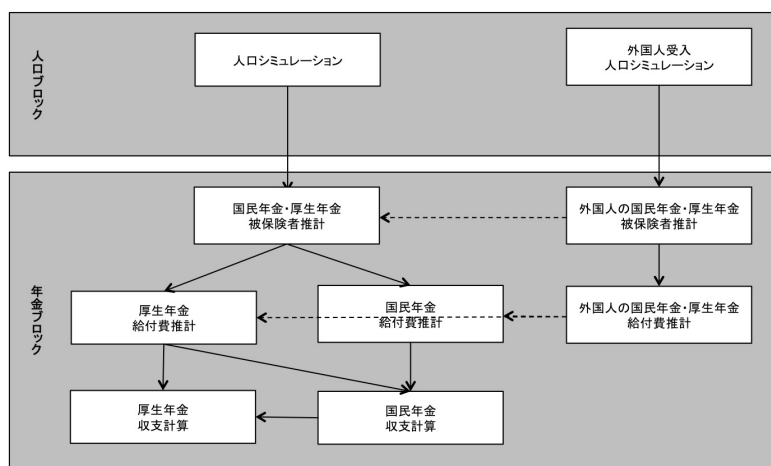 人口ブロック
人口シミュレーション
外国人受入
人口シミュレーション
年金ブロック
国民年金・厚生年金
被保険者推計
外国人の国民年金・厚生年金
被保険者推計
厚生年金
給付費推計
国民年金
給付費推計
外国人の国民年金・厚生年金
給付費推計
厚生年金
収支計算
国民年金
収支計算